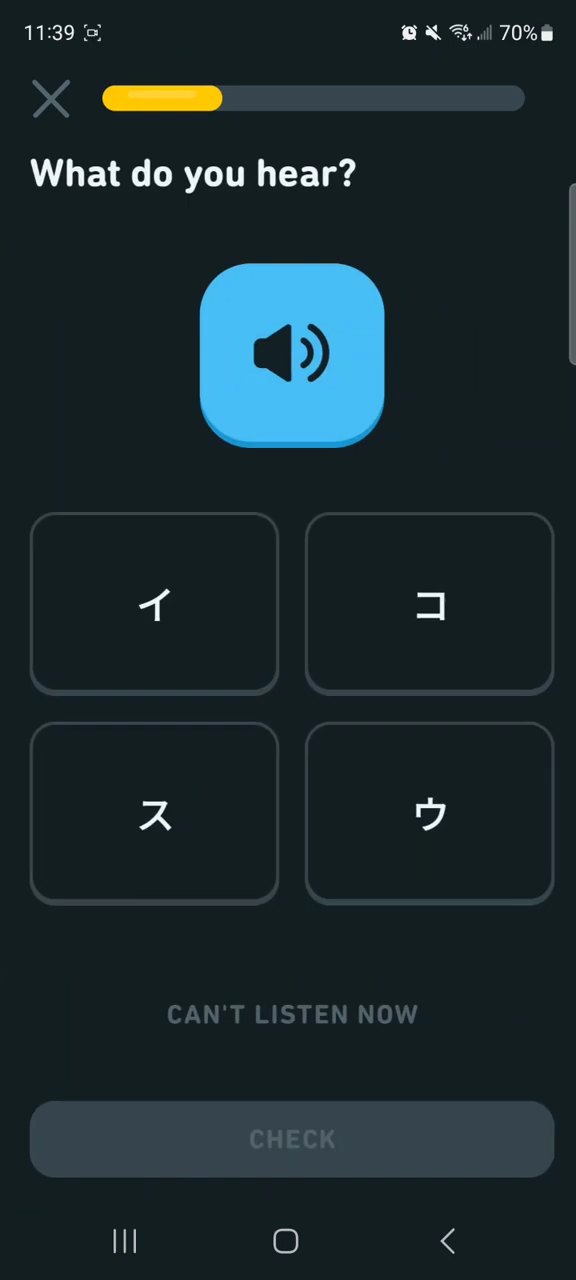 11:39
70%
What do you hear?
イ
コ
ス
ウ
CAN'T LISTEN NOW
CHECK